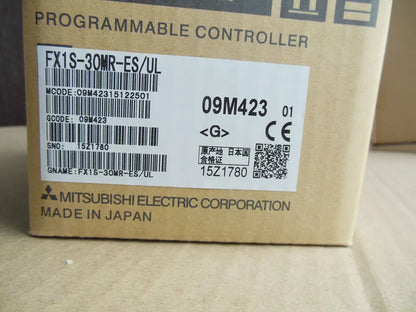 PROGRAMMABLE CONTROLLER
FX1S-30MR-ES/UL
MCODE:09M42315122501
GCODE: 09M423
SNO: 15Z1780
GNAME:FX1S-30MR-ES/UL
09M423 01
<G> CE
原产地 日本国
合格证
15Z1780
MITSUBISHI ELECTRIC CORPORATION
MADE IN JAPAN